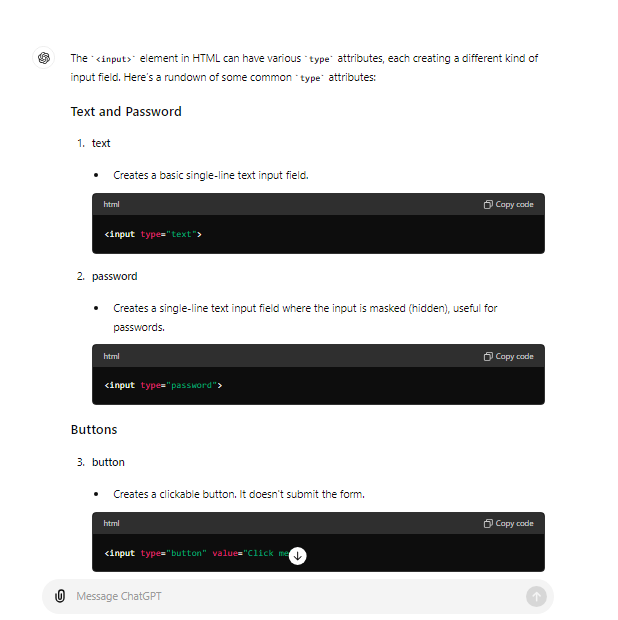 The `<input>` element in HTML can have various `type` attributes, each creating a different kind of
input field. Here's a rundown of some common `type` attributes:
Text and Password
1. text
• Creates a basic single-line text input field.
html Copy code
<input type="text">
2. password
• Creates a single-line text input field where the input is masked (hidden), useful for
passwords.
html Copy code
<input type="password">
Buttons
3. button
• Creates a clickable button. It doesn't submit the form.
html Copy code
<input type="button" value="Click me
Message ChatGPT